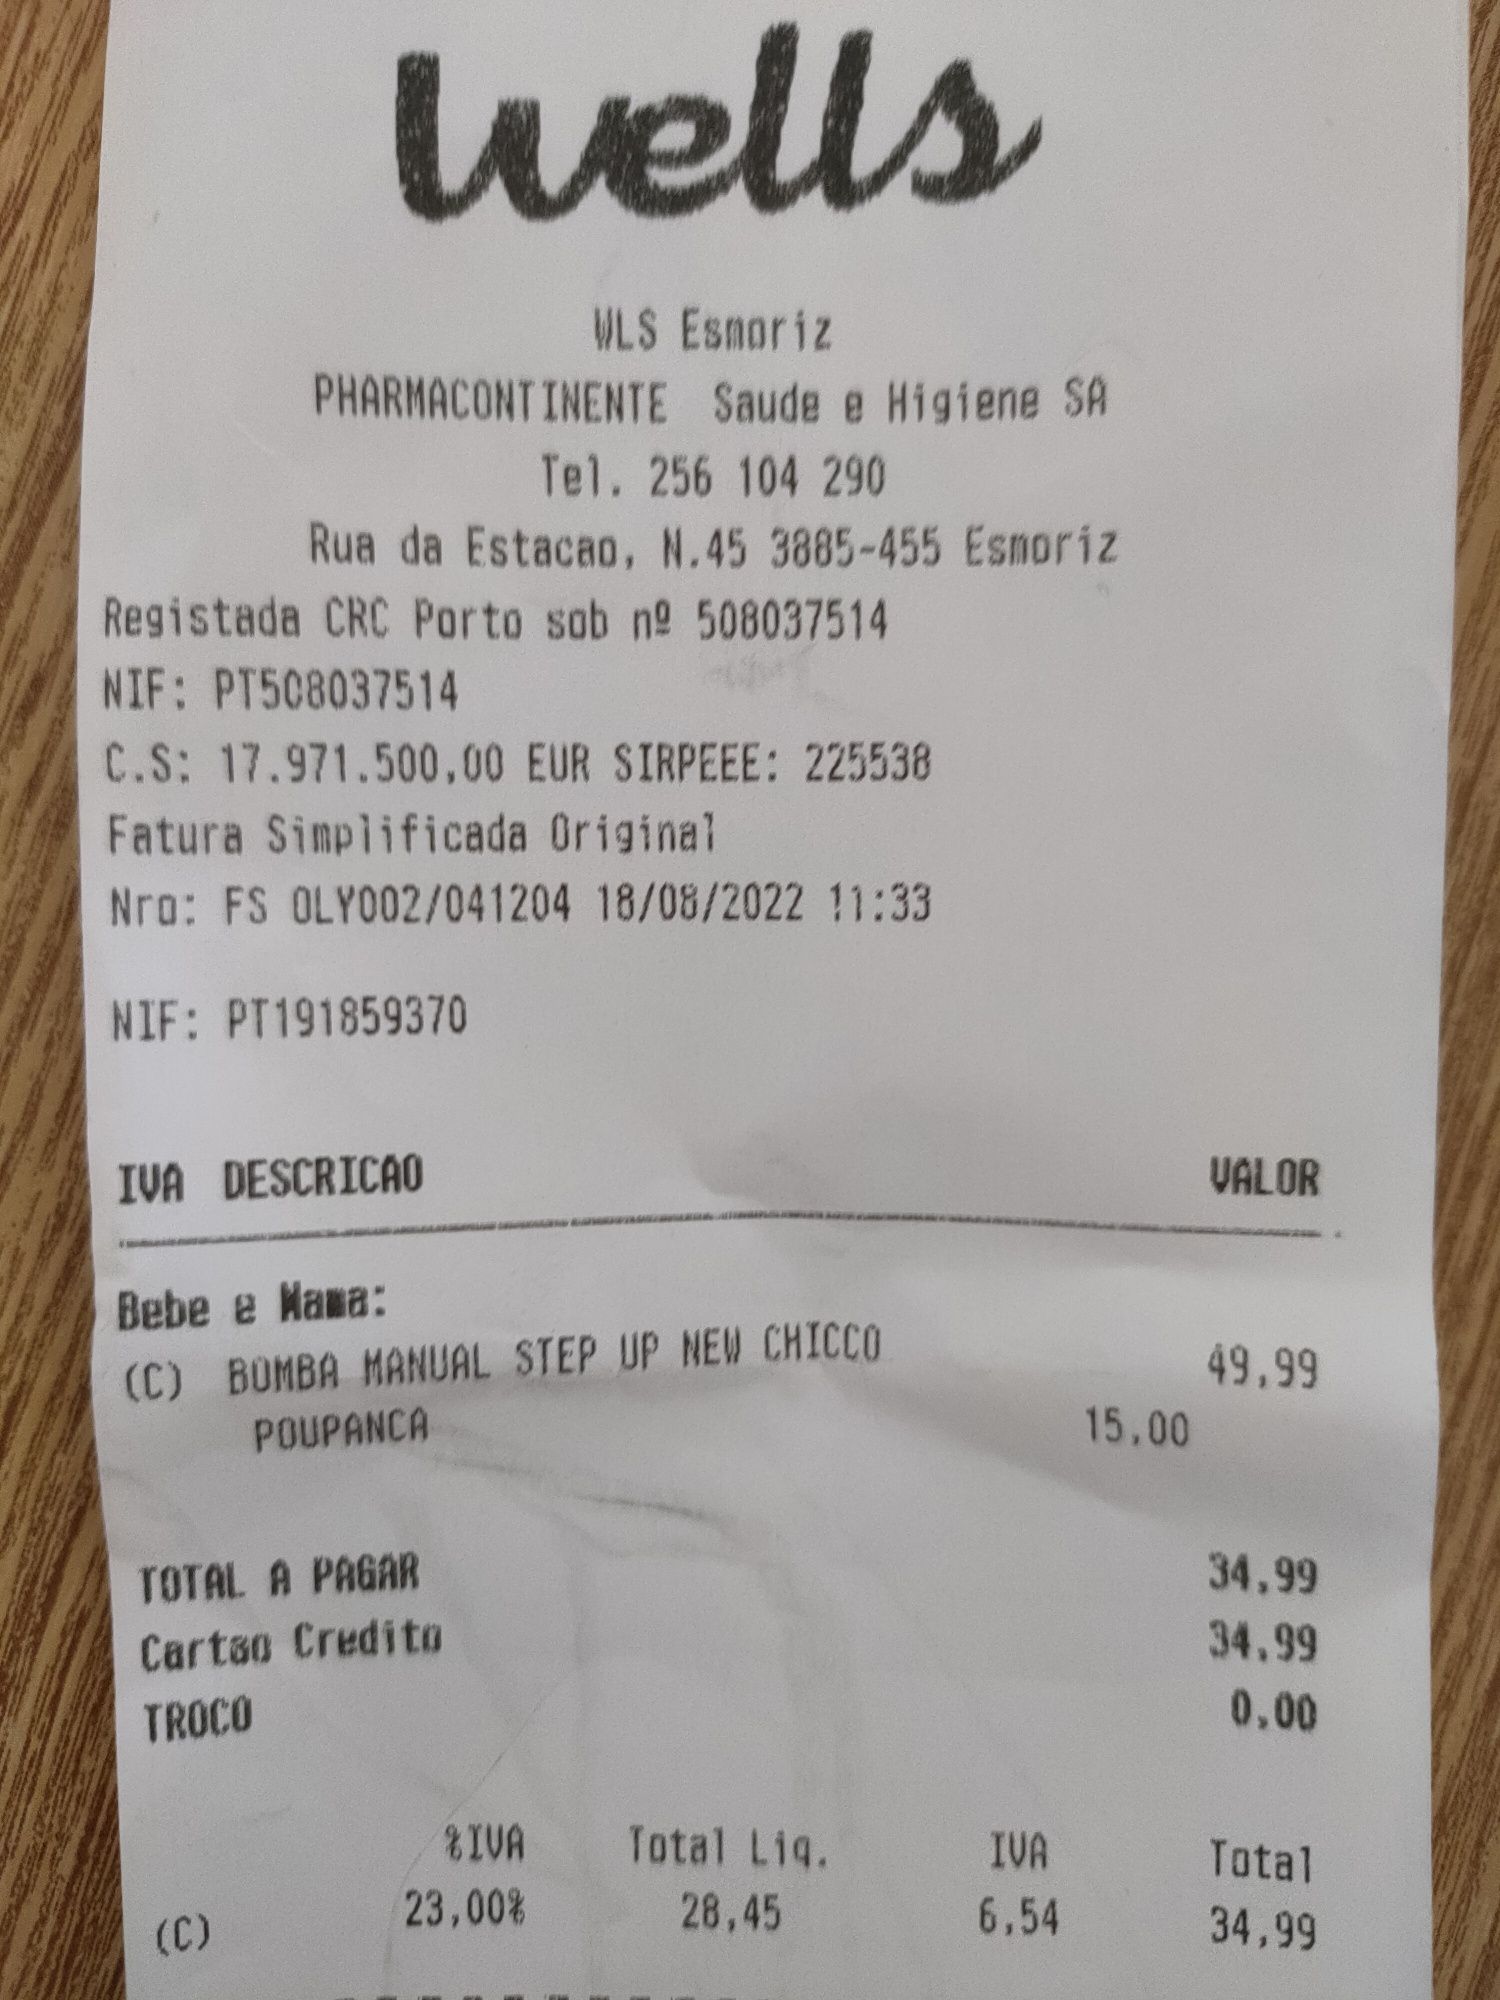 Wells
WLS Esmoriz
PHARMACONTINENTE Saude e Higiene SA
Tel. 256 104 290
Rua da Estacao, N.45 3885-455 Esmoriz
Registada CRC Porto sob nº 508037514
NIF: PT508037514
C.S: 17.971.500,00 EUR SIRPEEE: 225538
Fatura Simplificada Original
Nro: FS OLY002/041204 18/08/2022 11:33
NIF: PT191859370
IVA DESCRICAO VALOR
Bebe e Mama:
(C) BOMBA MANUAL STEP UP NEW CHICCO 49,99
POUPANCA 15,00
TOTAL A PAGAR 34,99
Cartao Credito 34,99
TROCO 0,00
%IVA Total Liq. IVA Total
(C) 23,00% 28,45 6,54 34,99